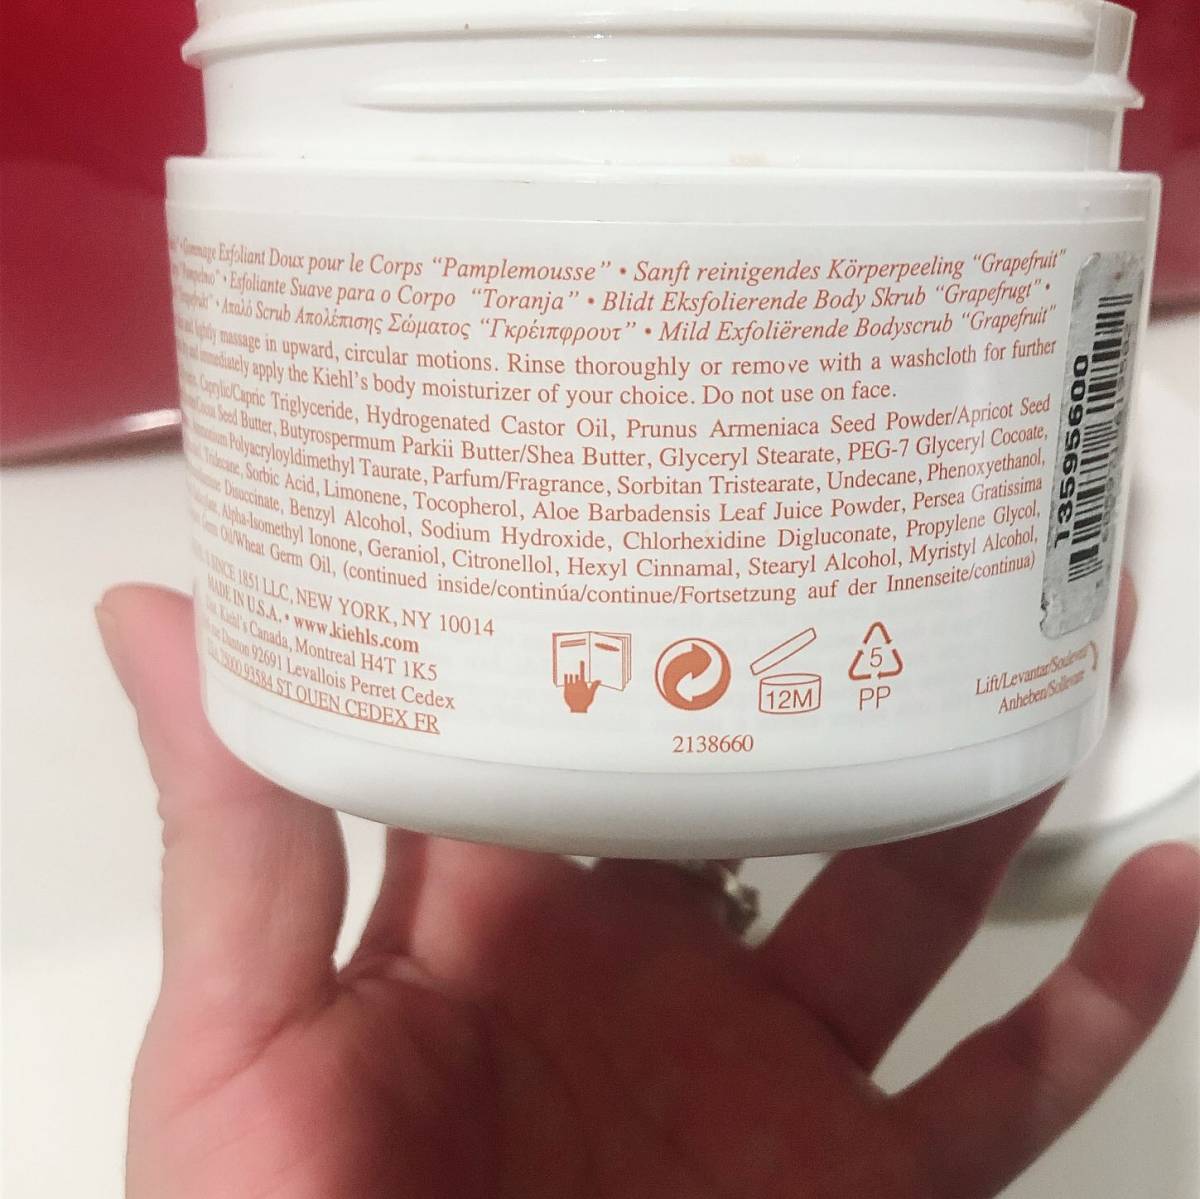 Gommage Exfoliant Doux pour le Corps “Pamplemousse” • Sanft reinigendes Körperpeeling “Grapefruit”
“Pompelmo” • Esfoliante Suave para o Corpo “Toranja” • Blidt Eksfolierende Body Skrub “Grapefrugt” •
• Απαλό Scrub Απολέπισης Σώματος “Γκρέιπφρουτ” • Mild Exfoliërende Bodyscrub “Grapefruit”
and lightly massage in upward, circular motions. Rinse thoroughly or remove with a washcloth for further
and immediately apply the Kiehl’s body moisturizer of your choice. Do not use on face.
Caprylic/Capric Triglyceride, Hydrogenated Castor Oil, Prunus Armeniaca Seed Powder/Apricot Seed
Seed Butter, Butyrospermum Parkii Butter/Shea Butter, Glyceryl Stearate, PEG-7 Glyceryl Cocoate,
Polyacryloyldimethyl Taurate, Parfum/Fragrance, Sorbitan Tristearate, Undecane, Phenoxyethanol,
Tridecane, Sorbic Acid, Limonene, Tocopherol, Aloe Barbadensis Leaf Juice Powder, Persea Gratissima
Disuccinate, Benzyl Alcohol, Sodium Hydroxide, Chlorhexidine Digluconate, Propylene Glycol,
Alpha-Isomethyl Ionone, Geraniol, Citronellol, Hexyl Cinnamal, Stearyl Alcohol, Myristyl Alcohol,
Germ Oil/Wheat Germ Oil, (continued inside/continúa/continue/Fortsetzung auf der Innenseite/continua)
SINCE 1851 LLC, NEW YORK, NY 10014
MADE IN U.S.A. • www.kiehls.com
Kiehl’s Canada, Montreal H4T 1K5
Danton 92691 Levallois Perret Cedex
93584 ST OUEN CEDEX FR
12M
5
PP
2138660
Lift/Levantar/Soulever
Anheben/Sollevare
T3595600